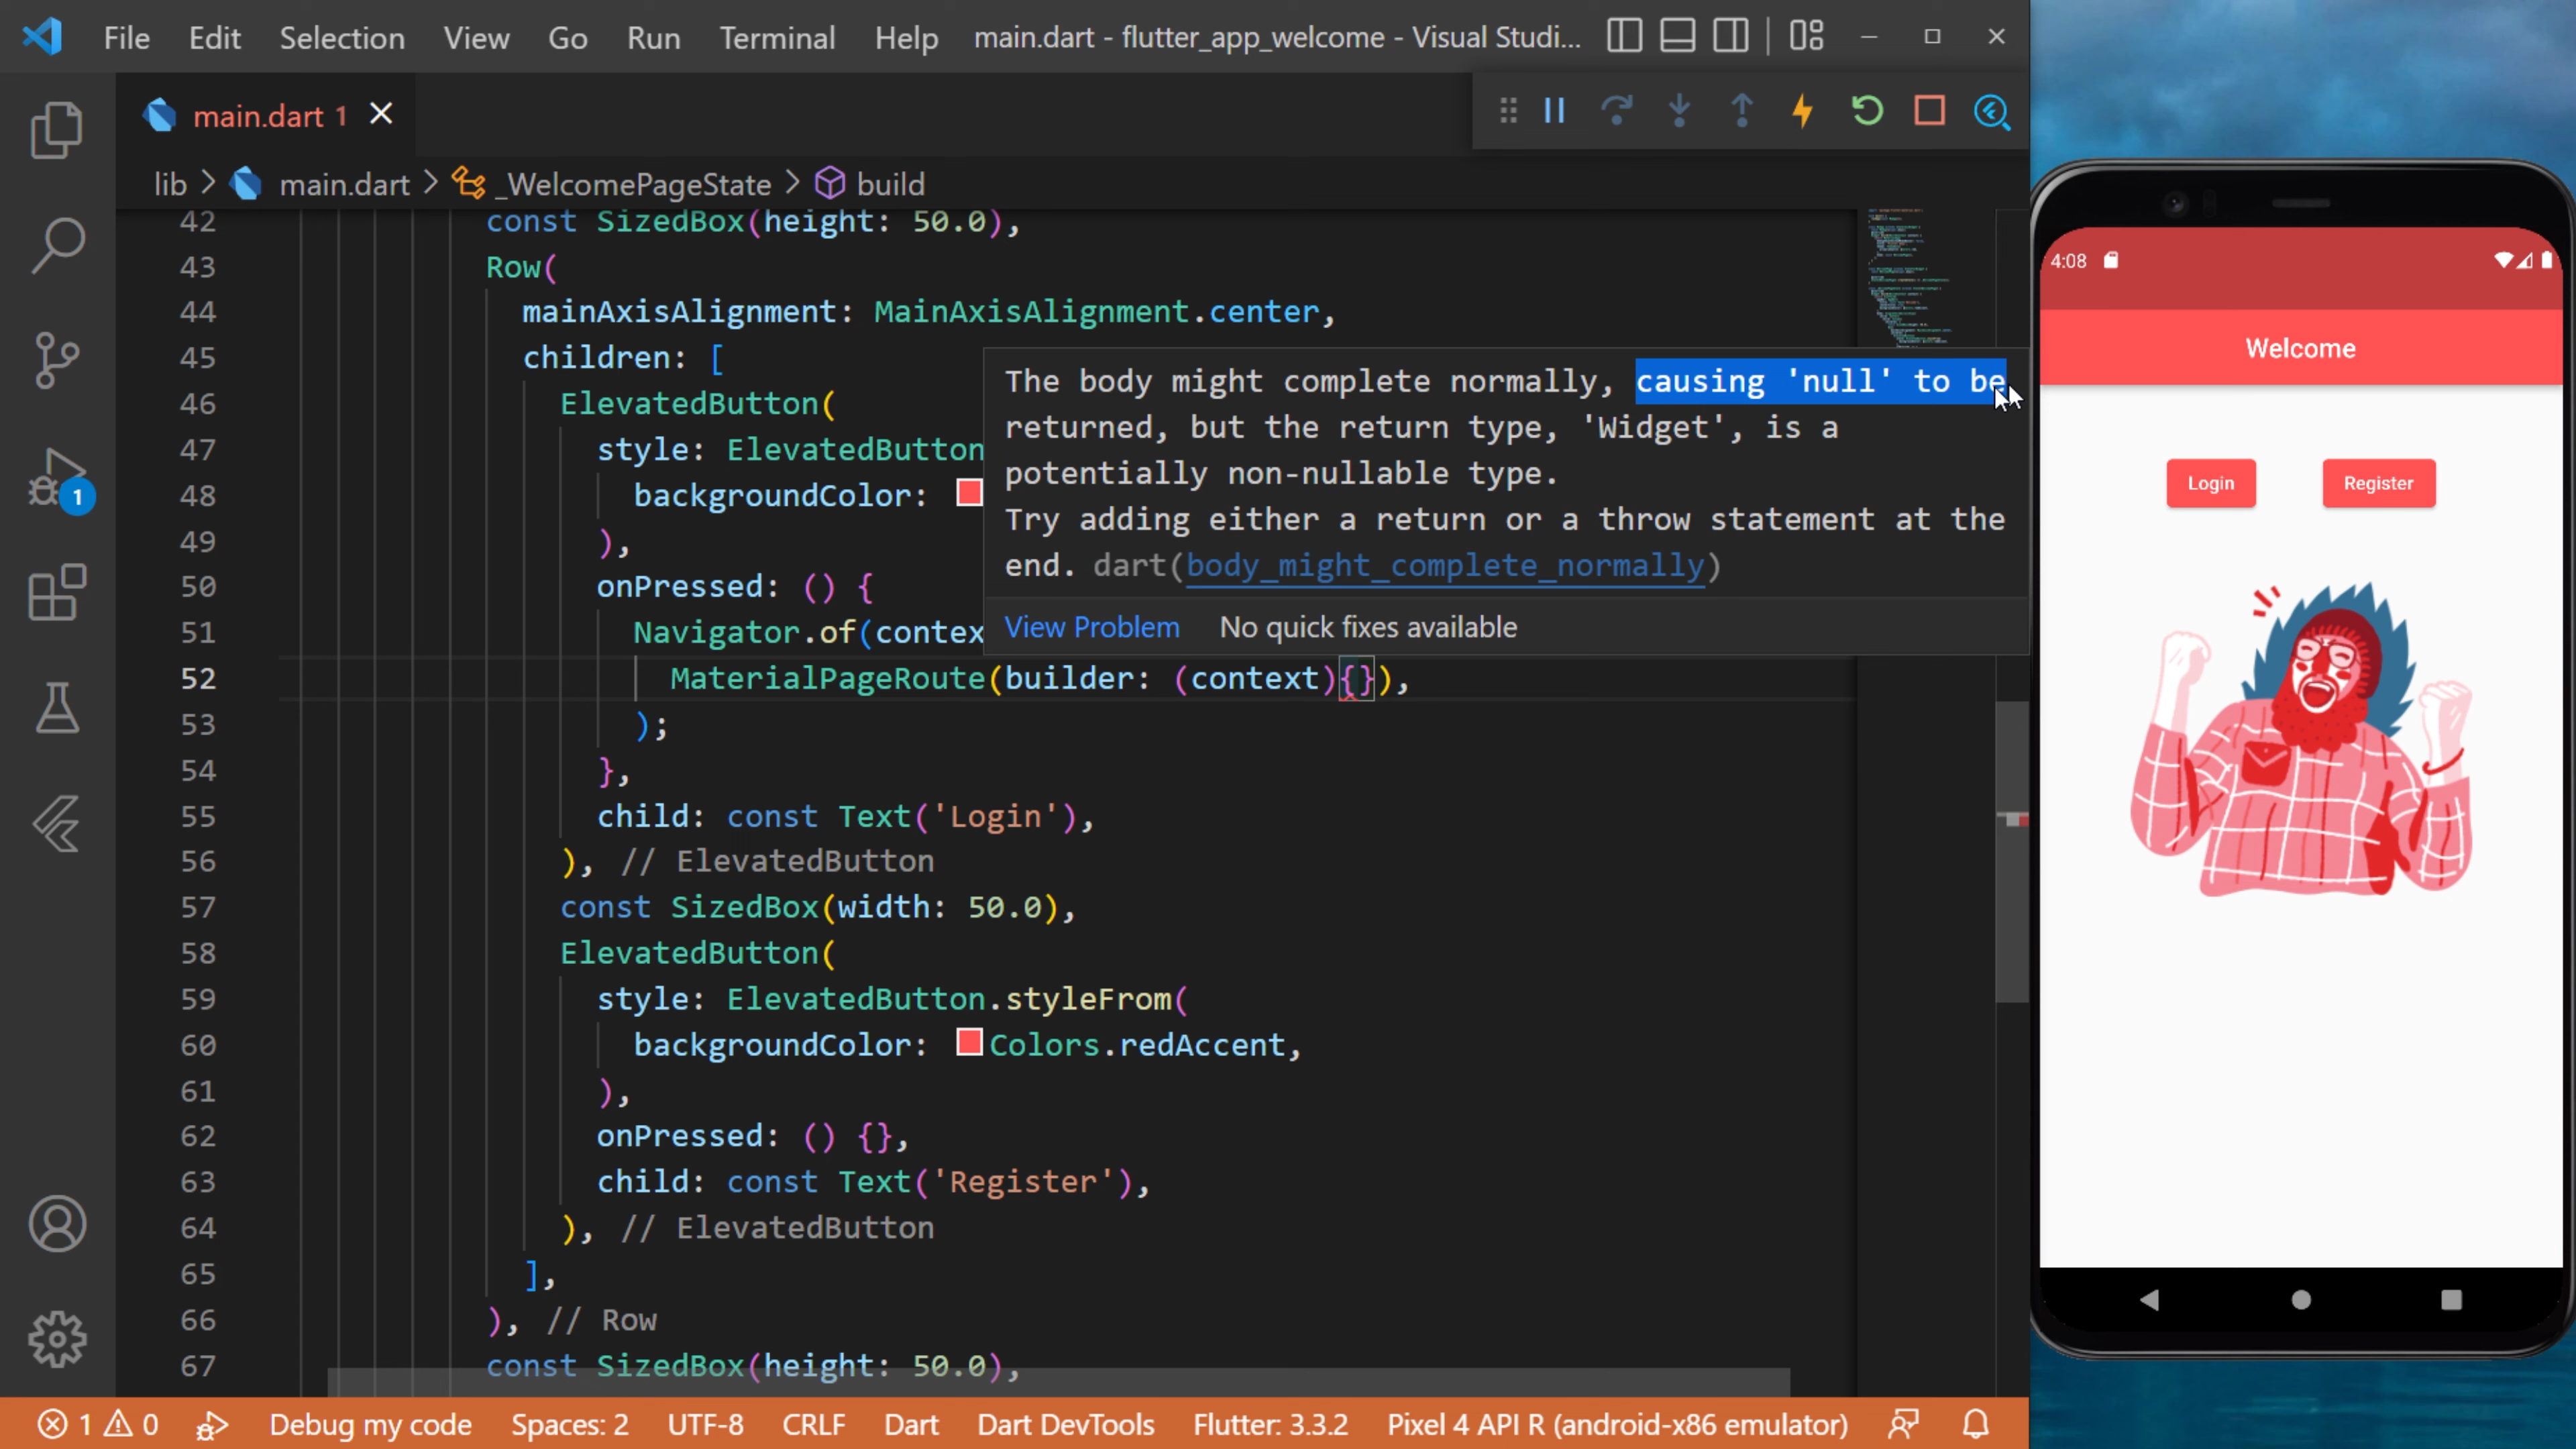 File Edit Selection View Go Run Terminal Help main.dart - flutter_app_welcome - Visual Studi...
main.dart 1
lib > main.dart > _WelcomePageState > build
42 const SizedBox(height: 50.0),
43 Row(
44 mainAxisAlignment: MainAxisAlignment.center,
45 children: [
46 ElevatedButton(
47 style: ElevatedButton
48 backgroundColor:
49 ),
50 onPressed: () {
51 Navigator.of(contex
52 MaterialPageRoute(builder: (context){}),
53 );
54 },
55 child: const Text('Login'),
56 ), // ElevatedButton
57 const SizedBox(width: 50.0),
58 ElevatedButton(
59 style: ElevatedButton.styleFrom(
60 backgroundColor: Colors.redAccent,
61 ),
62 onPressed: () {},
63 child: const Text('Register'),
64 ), // ElevatedButton
65 ],
66 ), // Row
67 const SizedBox(height: 50.0),
The body might complete normally, causing 'null' to be
returned, but the return type, 'Widget', is a
potentially non-nullable type.
Try adding either a return or a throw statement at the
end. dart(body_might_complete_normally)
View Problem No quick fixes available
1
1 0 Debug my code Spaces: 2 UTF-8 CRLF Dart Dart DevTools Flutter: 3.3.2 Pixel 4 API R (android-x86 emulator)
4:08
Welcome
Login Register